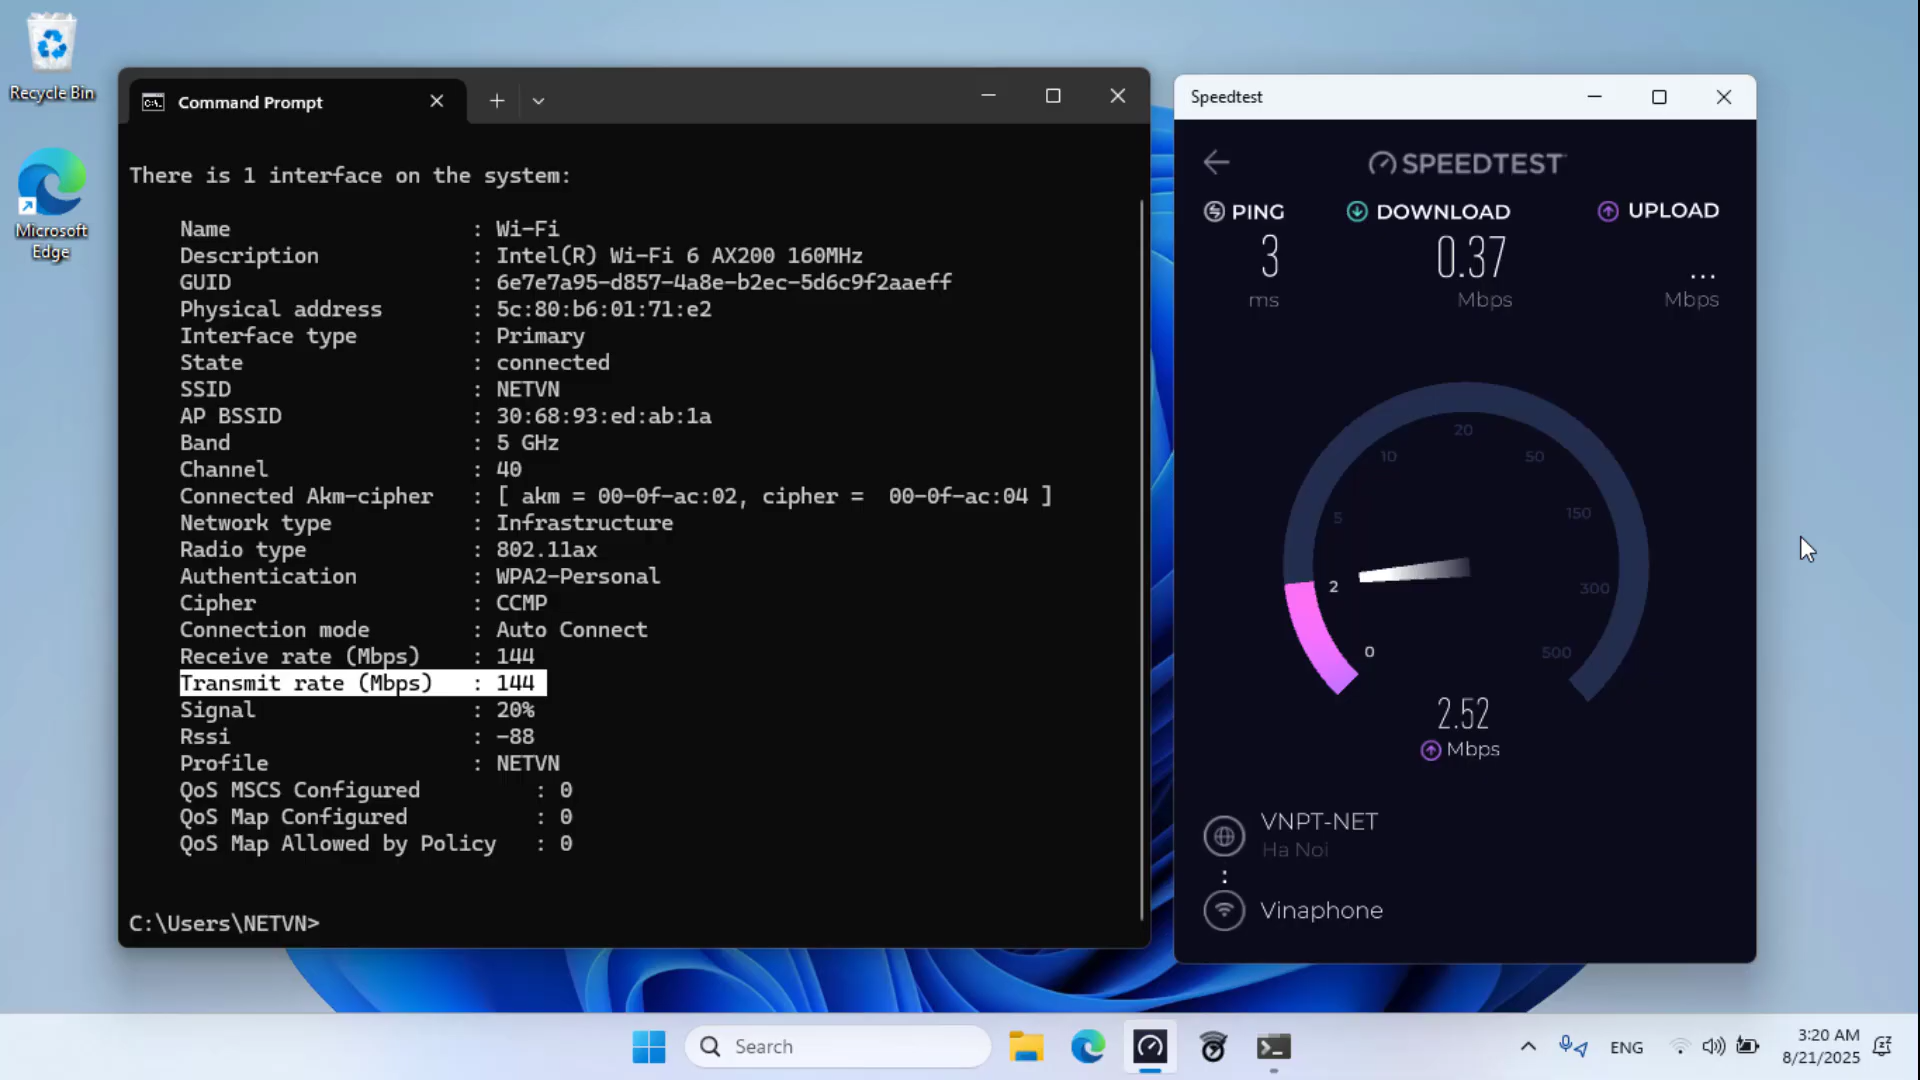 Recycle Bin
Microsoft
Edge
Command Prompt
There is 1 interface on the system:
Name : Wi-Fi
Description : Intel(R) Wi-Fi 6 AX200 160MHz
GUID : 6e7e7a95-d857-4a8e-b2ec-5d6c9f2aaeff
Physical address : 5c:80:b6:01:71:e2
Interface type : Primary
State : connected
SSID : NETVN
AP BSSID : 30:68:93:ed:ab:1a
Band : 5 GHz
Channel : 40
Connected Akm-cipher : [ akm = 00-0f-ac:02, cipher = 00-0f-ac:04 ]
Network type : Infrastructure
Radio type : 802.11ax
Authentication : WPA2-Personal
Cipher : CCMP
Connection mode : Auto Connect
Receive rate (Mbps) : 144
Transmit rate (Mbps) : 144
Signal : 20%
Rssi : -88
Profile : NETVN
QoS MSCS Configured : 0
QoS Map Configured : 0
QoS Map Allowed by Policy : 0
C:\Users\NETVN>
Speedtest
SPEEDTEST
PING DOWNLOAD UPLOAD
3 0.37 ...
ms Mbps Mbps
20
10 50
5 150
2 300
0 500
2.52
Mbps
VNPT-NET
Ha Noi
:
Vinaphone
Search
ENG
3:20 AM
8/21/2025